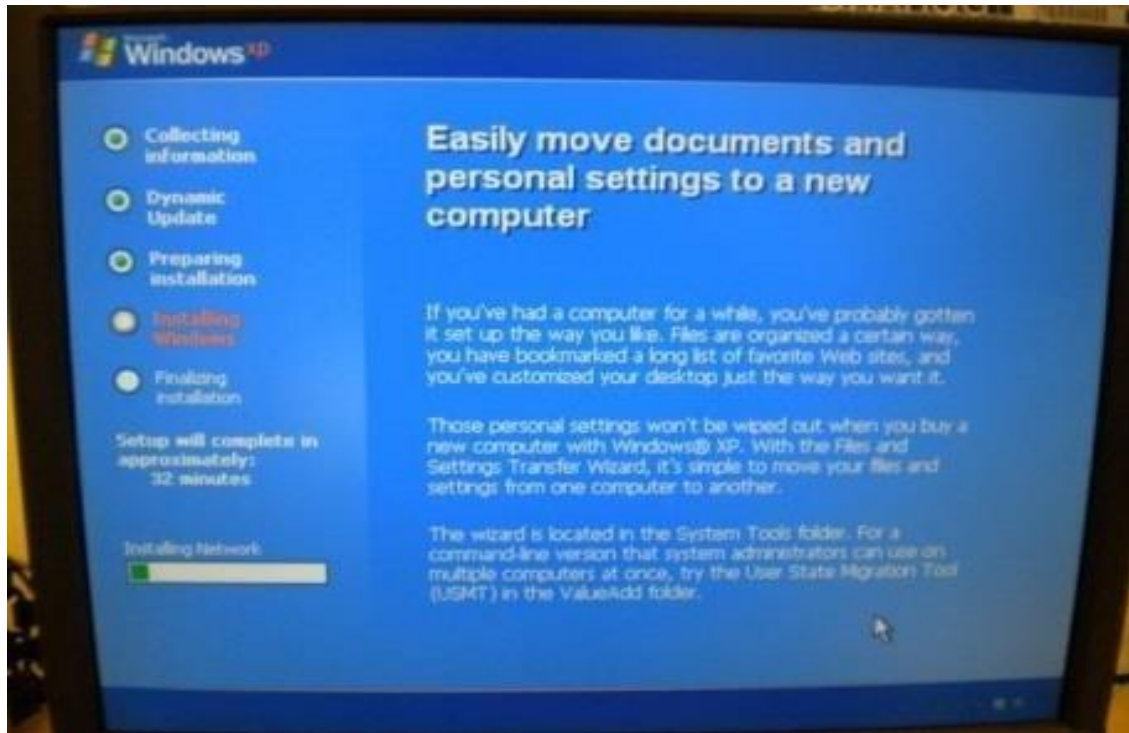 Microsoft
Windows xp
Collecting
information
Dynamic
Update
Preparing
installation
Installing
Windows
Finalizing
installation
Setup will complete in
approximately:
32 minutes
Installing Network
Easily move documents and
personal settings to a new
computer
If you've had a computer for a while, you've probably gotten
it set up the way you like. Files are organized a certain way,
you have bookmarked a long list of favorite Web sites, and
you've customized your desktop just the way you want it.
Those personal settings won't be wiped out when you buy a
new computer with Windows® XP. With the Files and
Settings Transfer Wizard, it's simple to move your files and
settings from one computer to another.
The wizard is located in the System Tools folder. For a
command-line version that system administrators can use on
multiple computers at once, try the User State Migration Tool
(USMT) in the ValueAdd folder.